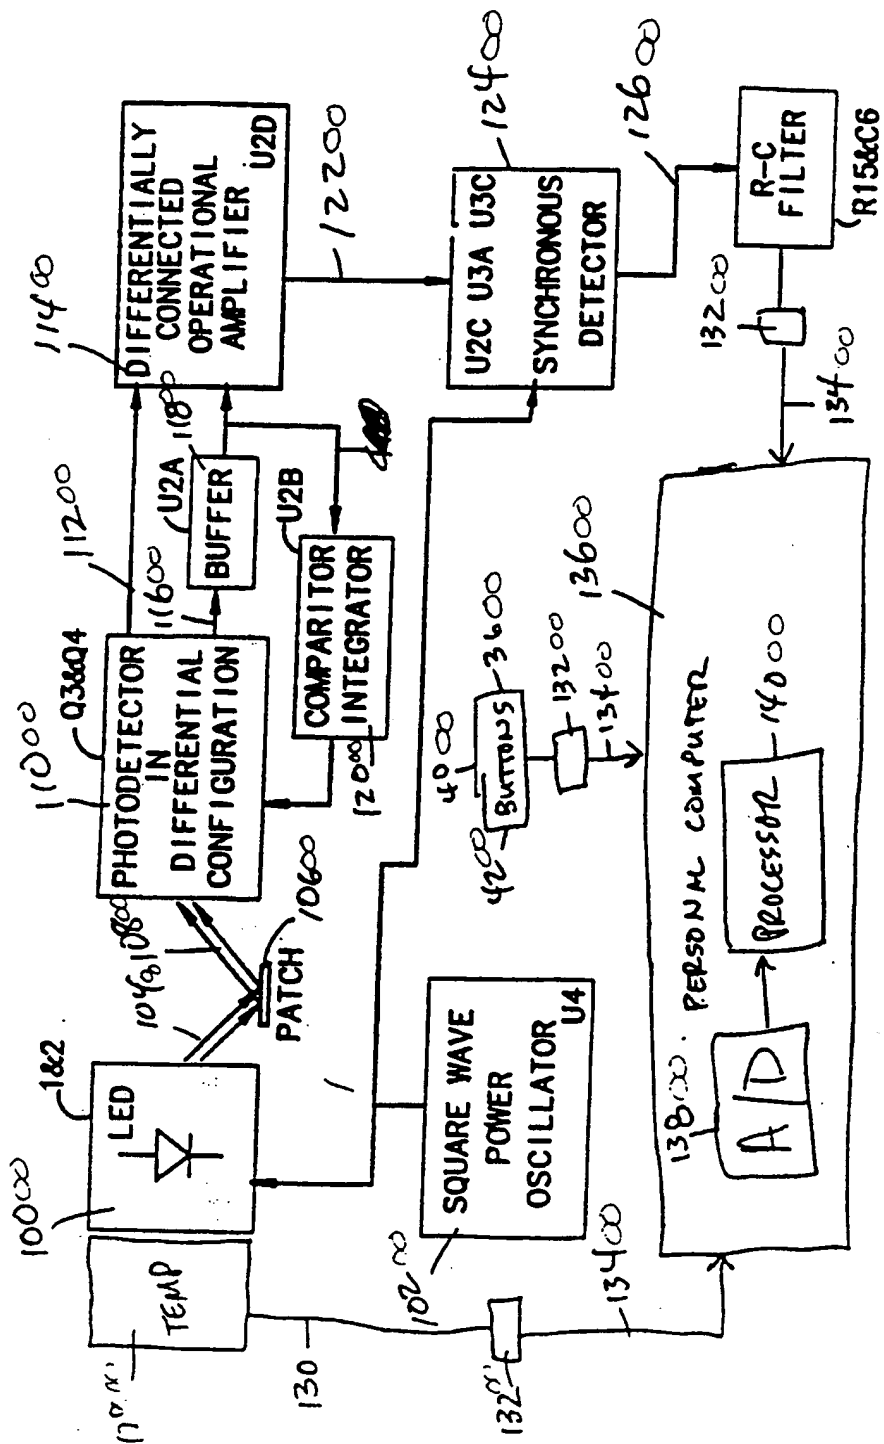 11400
DIFFERENTIALLY
CONNECTED
OPERATIONAL
AMPLIFIER
U2D
12200
11200
11800
U2A
BUFFER
11600
Q3&Q4
11000
PHOTODETECTOR
IN
DIFFERENTIAL
CONFIGURATION
U2B
COMPARITOR
INTEGRATOR
12000
10800
10600
PATCH
1&2
LED
10000
TEMP
130
13400
SQUARE WAVE
POWER
OSCILLATOR
U4
10200
12400
U2C U3A U3C
SYNCHRONOUS
DETECTOR
12600
R-C
FILTER
R15&C6
13200
13400
4000
BUTTONS
3600
4200
13200
13400
13600
PERSONAL COMPUTER
13800
A/D
PROCESSOR
14000